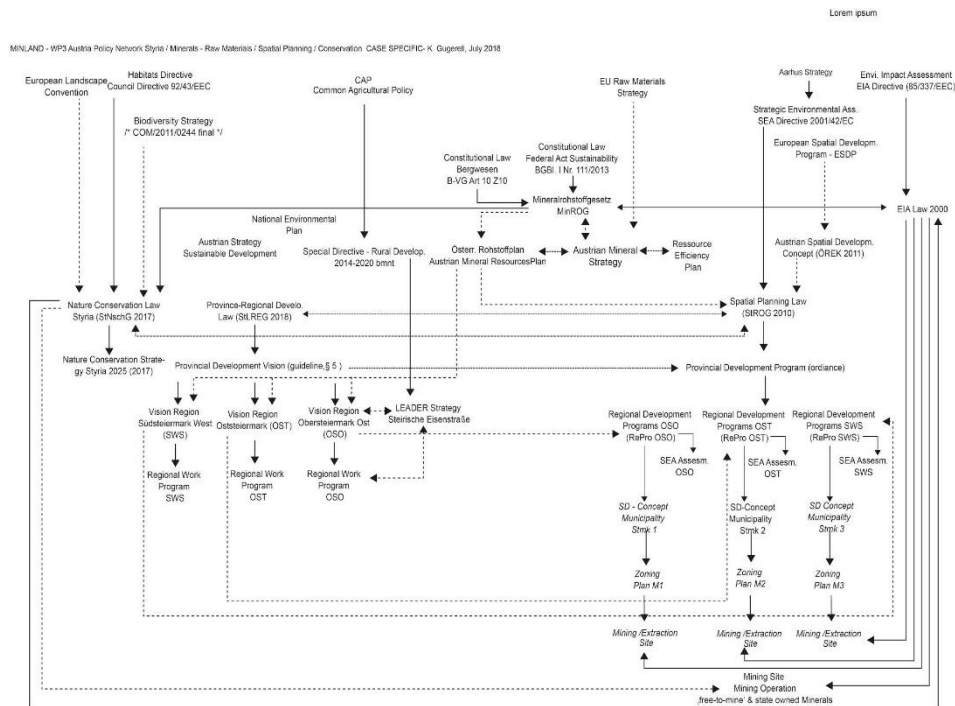 Lorem ipsum
MINLAND - WP3 Austria Policy Network Styria / Minerals - Raw Materials / Spatial Planning / Conservation CASE SPECIFIC- K. Gugerell, July 2018
European Landscape
Convention
Habitats Directive
Council Directive 92/43/EEC
Biodiversity Strategy
/* COM/2011/0244 final */
CAP
Common Agricultural Policy
EU Raw Materials
Strategy
Aarhus Strategy
Strategic Environmental Ass.
SEA Directive 2001/42/EC
Envi. Impact Assessment
EIA Directive (85/337/EEC)
European Spatial Developm.
Program - ESDP
Constitutional Law
Bergwesen
B-VG Art 10 Z10
Constitutional Law
Federal Act Sustainability
BGBl. I Nr. 111/2013
Mineralrohstoffgesetz
MinROG
EIA Law 2000
National Environmental
Plan
Austrian Strategy
Sustainable Development
Special Directive - Rural Develop.
2014-2020 bmnt
Österr. Rohstoffplan
Austrian Mineral ResourcesPlan
Austrian Mineral
Strategy
Ressource
Efficiency
Plan
Austrian Spatial Developm.
Concept (ÖREK 2011)
Nature Conservation Law
Styria (StNschG 2017)
Province-Regional Develo.
Law (StLREG 2018)
Spatial Planning Law
(StROG 2010)
Nature Conservation Strate-
gy Styria 2025 (2017)
Provincial Development Vision (guideline,§ 5 )
Provincial Development Program (ordiance)
Vision Region
Südsteiermark West
(SWS)
Vision Region
Oststeiermark (OST)
Vision Region
Obersteiermark Ost
(OSO)
LEADER Strategy
Steirische Eisenstraße
Regional Development
Programs OSO
(RePro OSO)
Regional Development
Programs OST
(RePro OST)
Regional Development
Programs SWS
(RePro SWS)
SEA Assesm.
OSO
SEA Assesm.
OST
SEA Assesm.
SWS
Regional Work
Program
SWS
Regional Work
Program
OST
Regional Work
Program
OSO
SD - Concept
Municipality
Stmk 1
SD-Concept
Municipality
Stmk 2
SD Concept
Municipality
Stmk 3
Zoning
Plan M1
Zoning
Plan M2
Zoning
Plan M3
Mining /Extraction
Site
Mining /Extraction
Site
Mining /Extraction
Site
Mining Site
Mining Operation
‚free-to-mine' & state owned Minerals